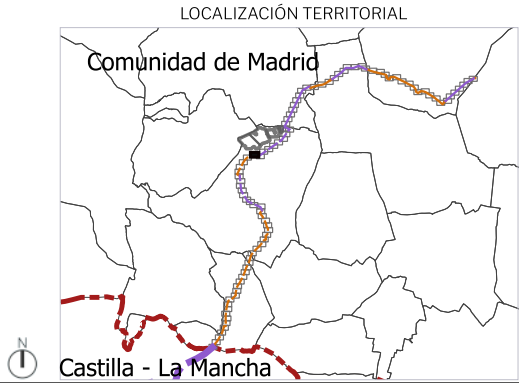 LOCALIZACIÓN TERRITORIAL
Comunidad de Madrid
N
Castilla - La Mancha